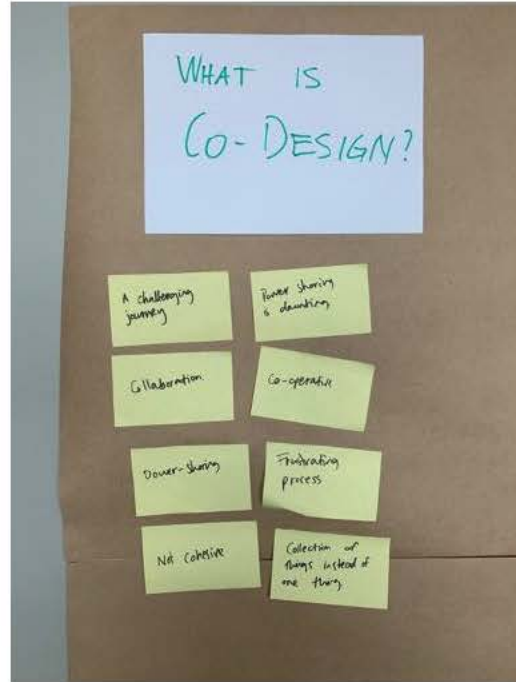 WHAT IS
CO-DESIGN?
A challenging
journey
Power sharing
is daunting
Collaboration
Co-operative
Power-sharing
Frustrating
process
Not cohesive
Collection of
things instead of
one thing